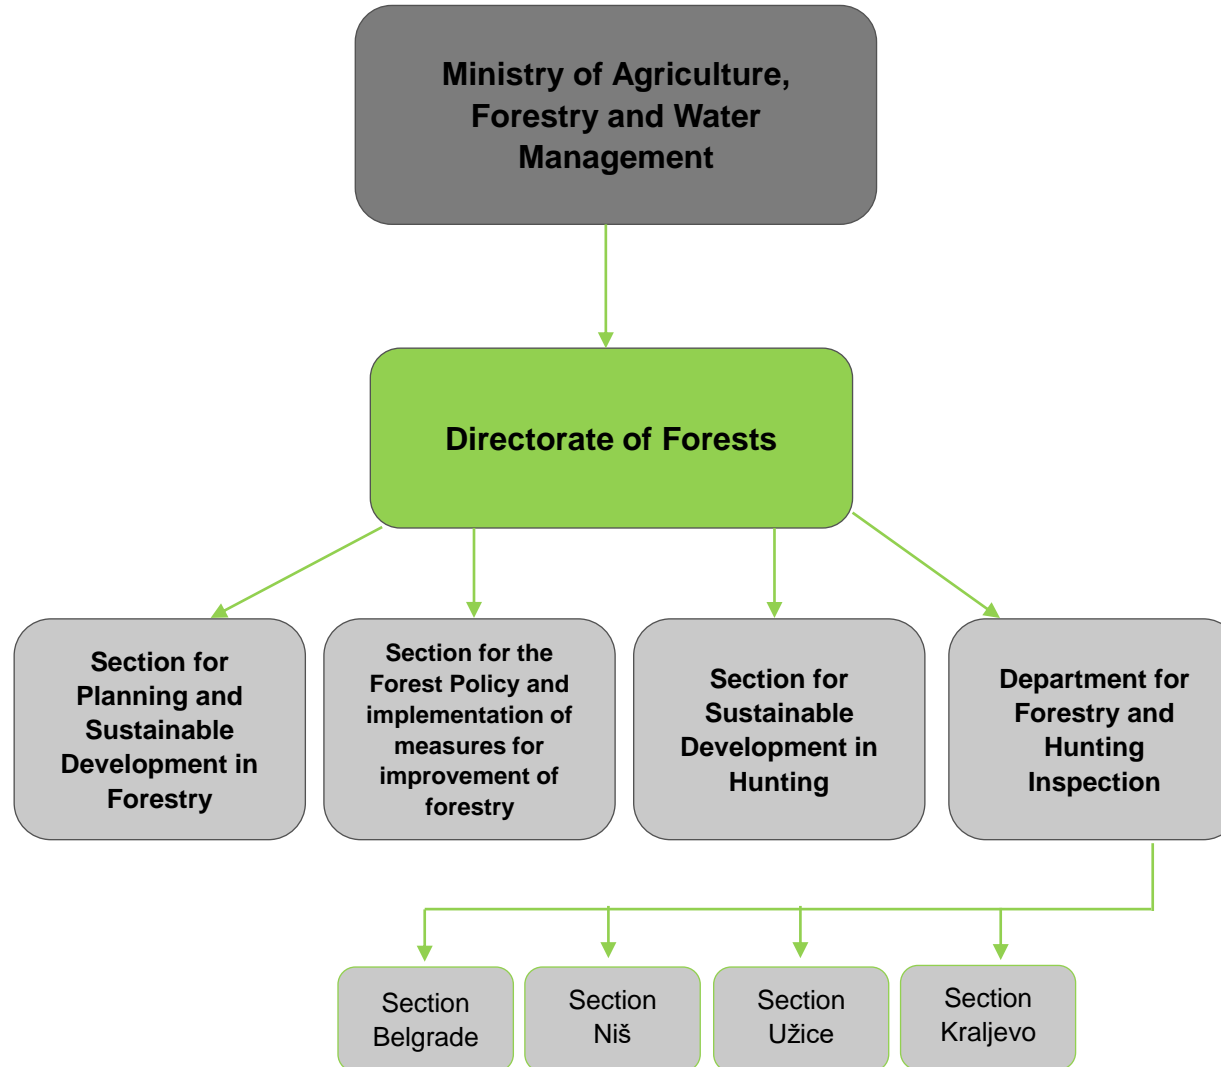 Ministry of Agriculture,
Forestry and Water
Management
Directorate of Forests
Section for
Planning and
Sustainable
Development in
Forestry
Section for the
Forest Policy and
implementation of
measures for
improvement of
forestry
Section for
Sustainable
Development in
Hunting
Department for
Forestry and
Hunting
Inspection
Section
Belgrade
Section
Niš
Section
Užice
Section
Kraljevo